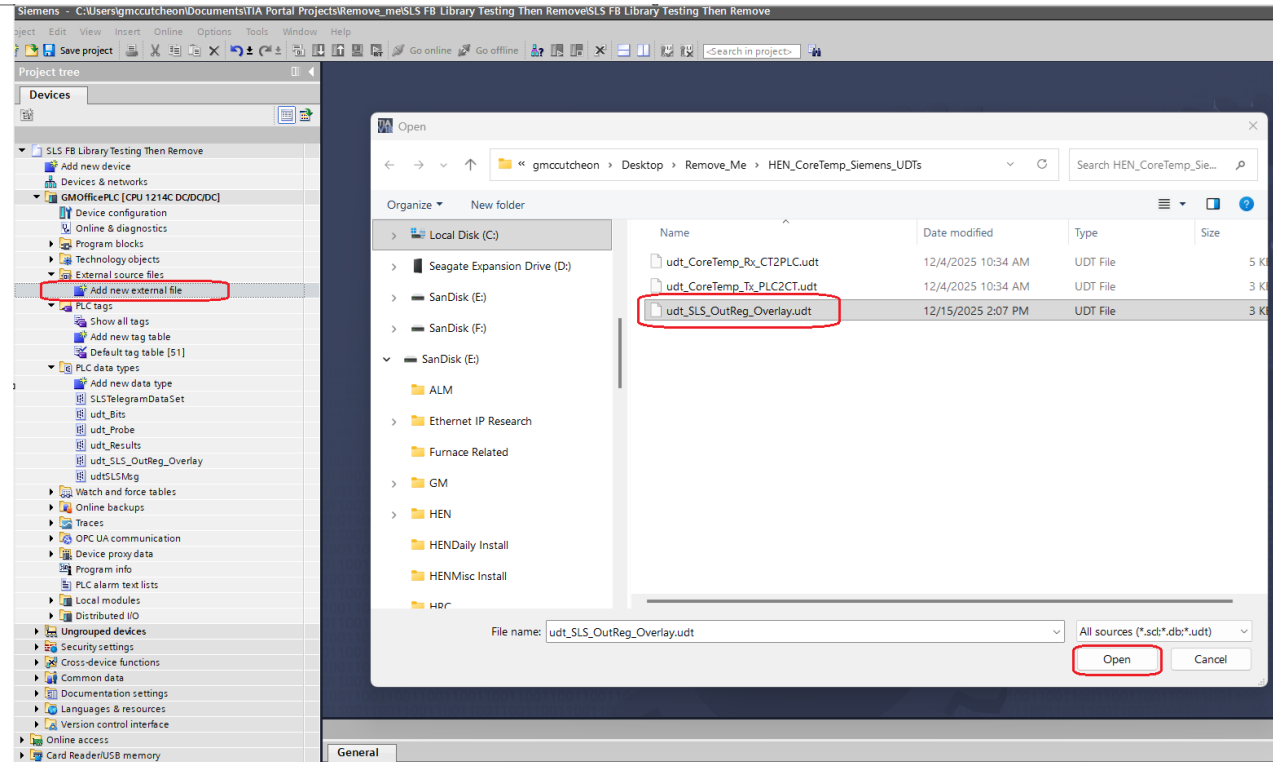 Siemens - C:\Users\gmccutcheon\Documents\TIA Portal Projects\Remove_me\SLS FB Library Testing Then Remove\SLS FB Library Testing Then Remove
oject Edit View Insert Online Options Tools Window Help
Save project Go online Go offline <Search in project>
Project tree
Devices
SLS FB Library Testing Then Remove
Add new device
Devices & networks
GMOfficePLC [CPU 1214C DC/DC/DC]
Device configuration
Online & diagnostics
Program blocks
Technology objects
External source files
Add new external file
PLC tags
Show all tags
Add new tag table
Default tag table [51]
PLC data types
Add new data type
SLSTelegramDataSet
udt_Bits
udt_Probe
udt_Results
udt_SLS_OutReg_Overlay
udtSLSMsg
Watch and force tables
Online backups
Traces
OPC UA communication
Device proxy data
Program info
PLC alarm text lists
Local modules
Distributed I/O
Ungrouped devices
Security settings
Cross-device functions
Common data
Documentation settings
Languages & resources
Version control interface
Online access
Card Reader/USB memory
Open
« gmccutcheon > Desktop > Remove_Me > HEN_CoreTemp_Siemens_UDTs
Search HEN_CoreTemp_Sie...
Organize New folder
Local Disk (C:)
Seagate Expansion Drive (D:)
SanDisk (E:)
SanDisk (F:)
SanDisk (E:)
ALM
Ethernet IP Research
Furnace Related
GM
HEN
HENDaily Install
HENMisc Install
HRC
Name Date modified Type Size
udt_CoreTemp_Rx_CT2PLC.udt 12/4/2025 10:34 AM UDT File 5 K
udt_CoreTemp_Tx_PLC2CT.udt 12/4/2025 10:34 AM UDT File 3 K
udt_SLS_OutReg_Overlay.udt 12/15/2025 2:07 PM UDT File 3 K
File name: udt_SLS_OutReg_Overlay.udt All sources (*.scl;*.db;*.udt)
Open Cancel
General